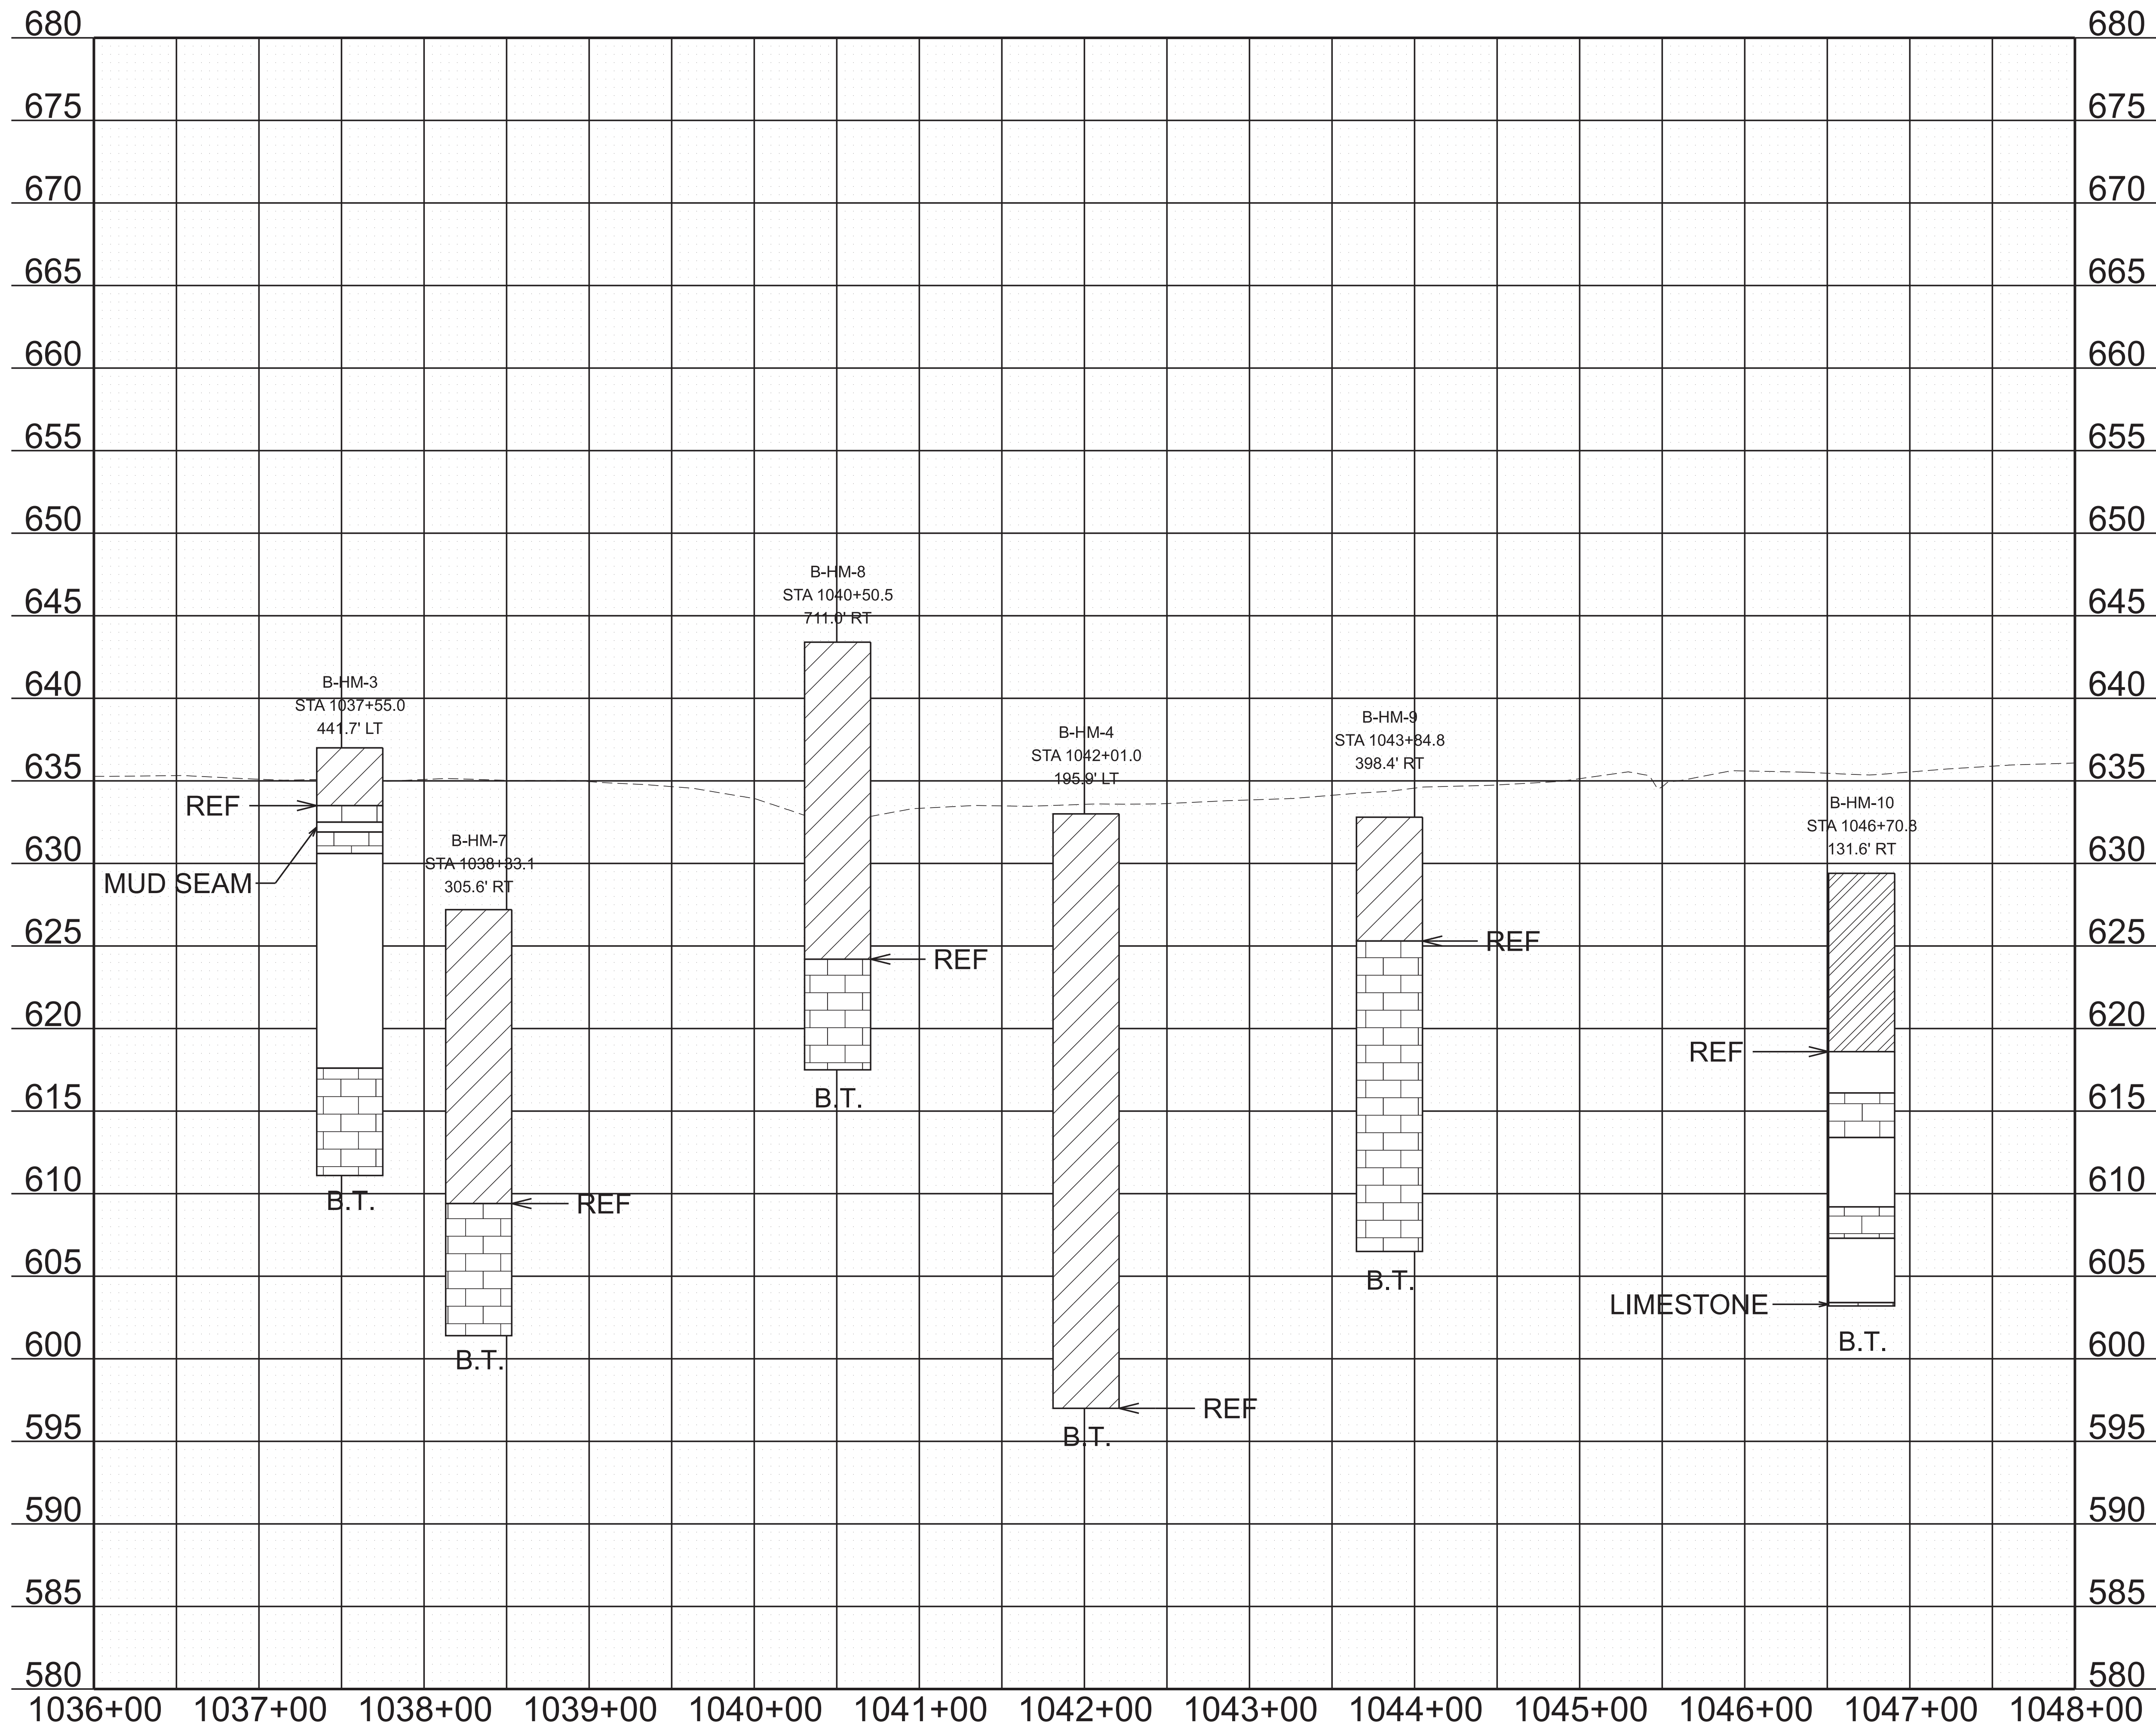 680 680
675 675
670 670
665 665
660 660
655 655
650 650
645 645
640 640
635 635
630 630
625 625
620 620
615 615
610 610
605 605
600 600
595 595
590 590
585 585
580 580
B-HM-3
STA 1037+55.0
441.7' LT
REF
MUD SEAM
B.T.
B-HM-7
STA 1038+33.1
305.6' RT
REF
B.T.
B-HM-8
STA 1040+50.5
711.0' RT
REF
B.T.
B-HM-4
STA 1042+01.0
195.9' LT
REF
B.T.
B-HM-9
STA 1043+84.8
398.4' RT
REF
B.T.
B-HM-10
STA 1046+70.8
131.6' RT
REF
LIMESTONE
B.T.
1036+00 1037+00 1038+00 1039+00 1040+00 1041+00 1042+00 1043+00 1044+00 1045+00 1046+00 1047+00 1048+00